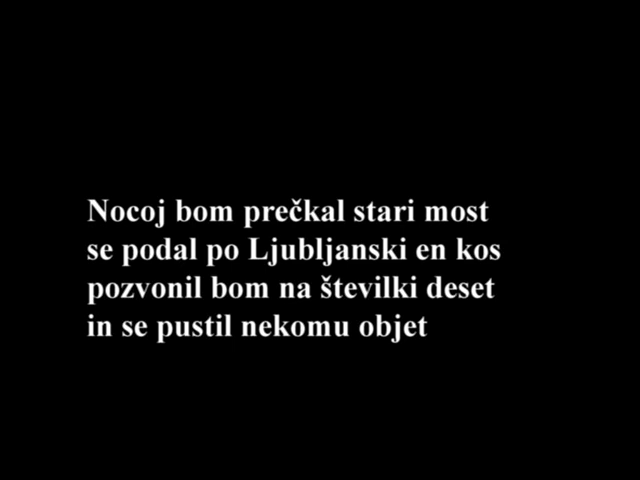 Nocoj bom prečkal stari most
se podal po Ljubljanski en kos
pozvonil bom na številki deset
in se pustil nekomu objet